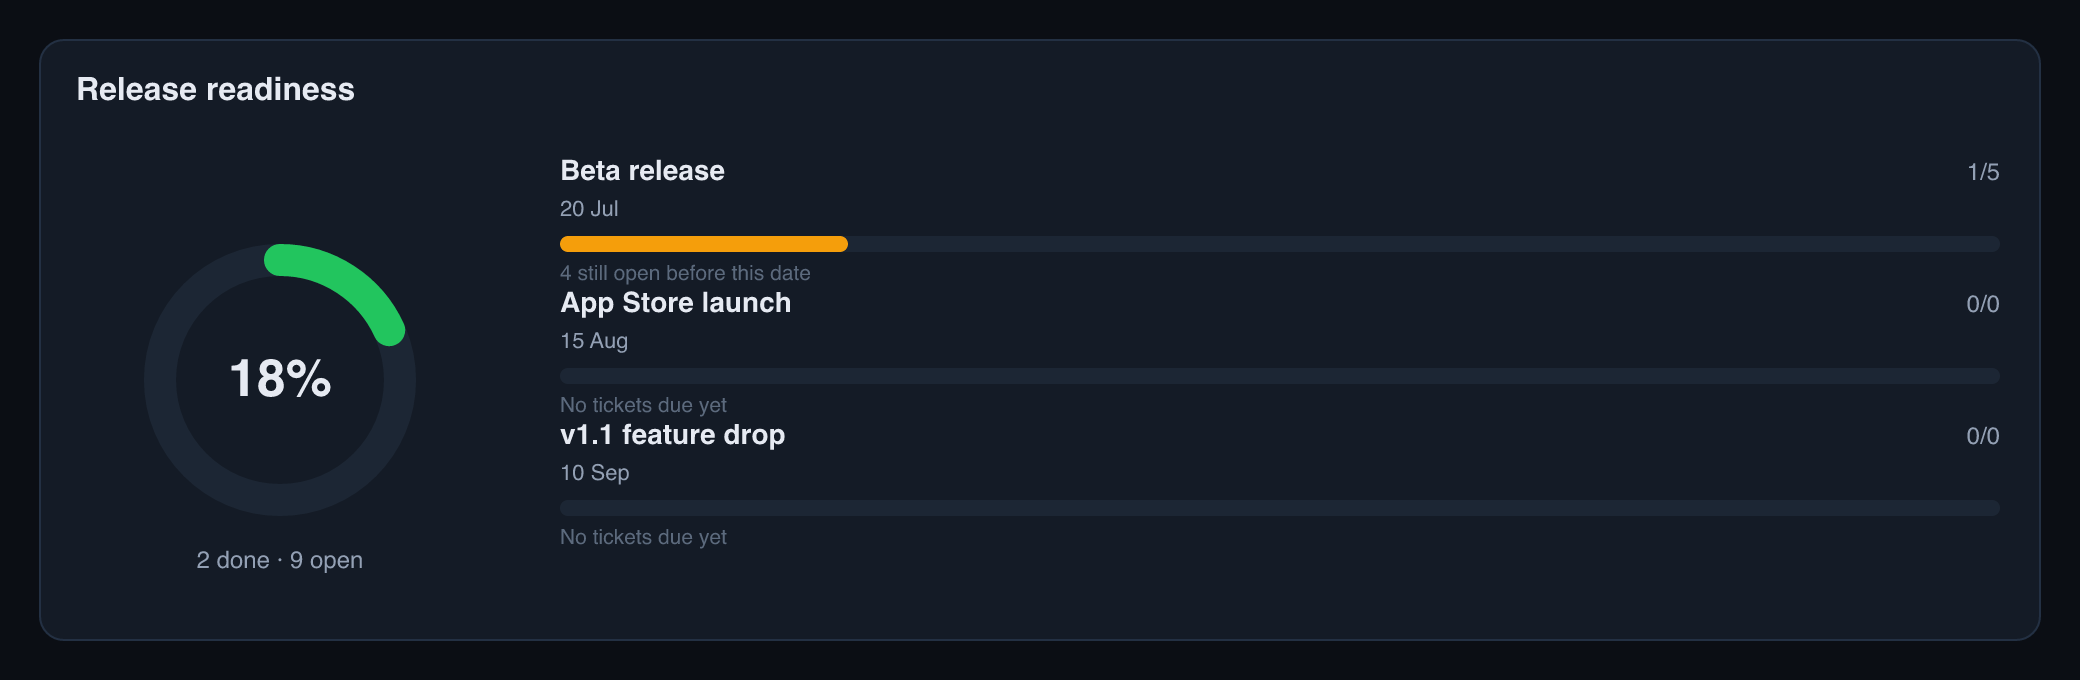 Release readiness
18%
2 done · 9 open
Beta release
1/5
20 Jul
4 still open before this date
App Store launch
0/0
15 Aug
No tickets due yet
v1.1 feature drop
0/0
10 Sep
No tickets due yet